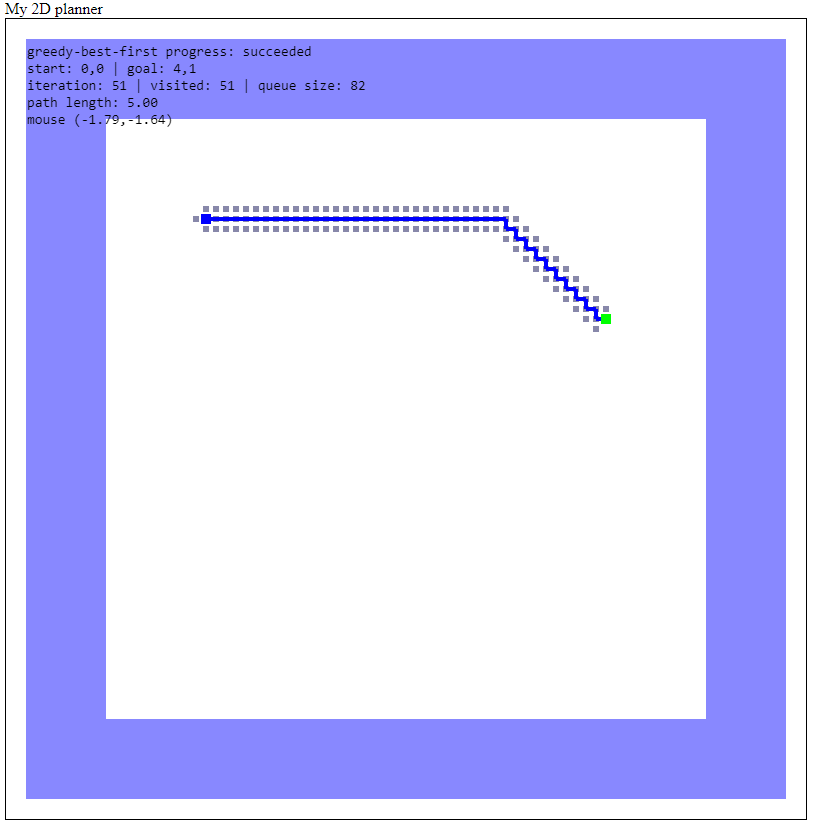 My 2D planner
greedy-best-first progress: succeeded
start: 0,0 | goal: 4,1
iteration: 51 | visited: 51 | queue size: 82
path length: 5.00
mouse (-1.79,-1.64)